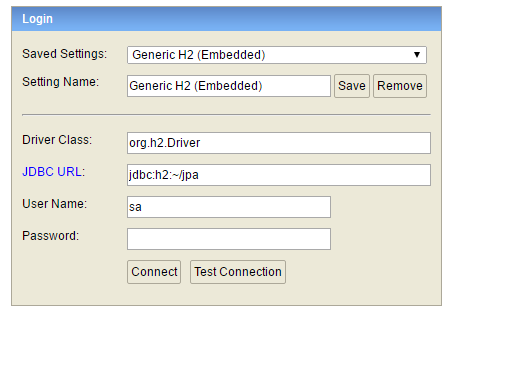 Login
Saved Settings: Generic H2 (Embedded)
Setting Name: Generic H2 (Embedded) Save Remove
Driver Class: org.h2.Driver
JDBC URL: jdbc:h2:~/jpa
User Name: sa
Password:
Connect Test Connection